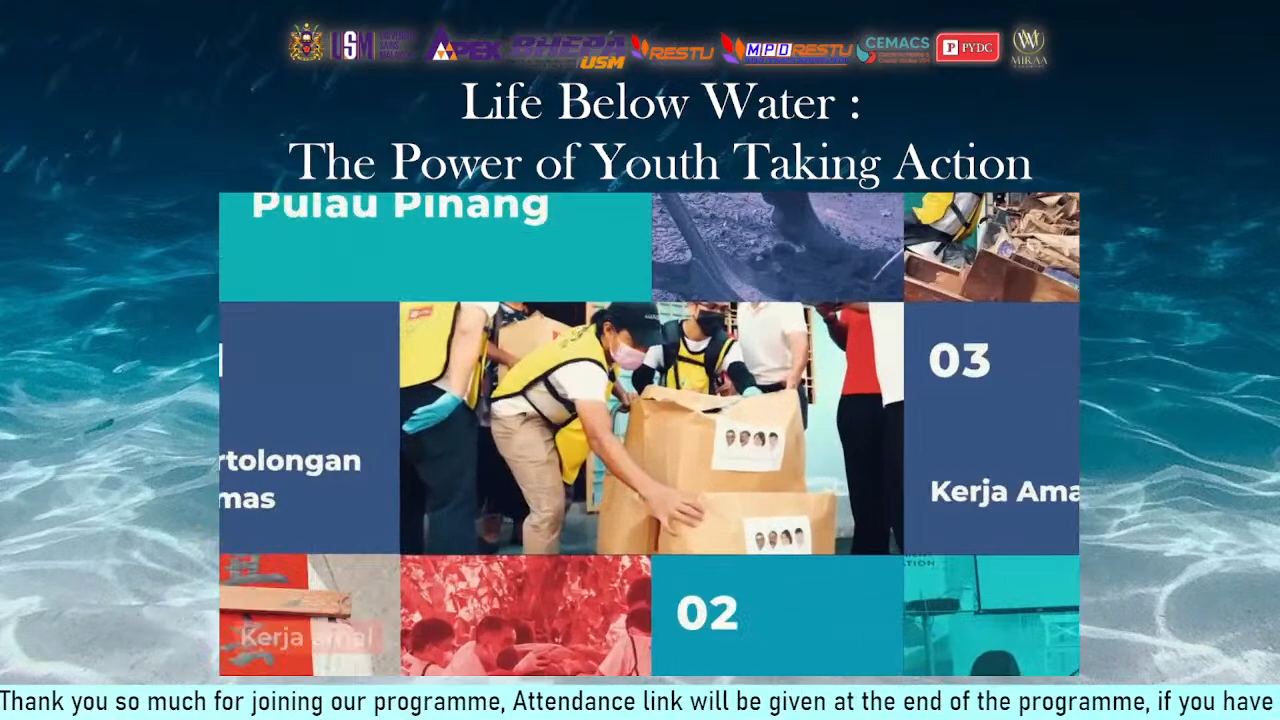 USM
APEX
BHEPA
USM
RESTU
MPD RESTU
CEMACS
PYDC
MIRAA
Life Below Water :
The Power of Youth Taking Action
Pulau Pinang
03
rtolongan
mas
Kerja Ama
02
Kerja amal
Thank you so much for joining our programme, Attendance link will be given at the end of the programme, if you have